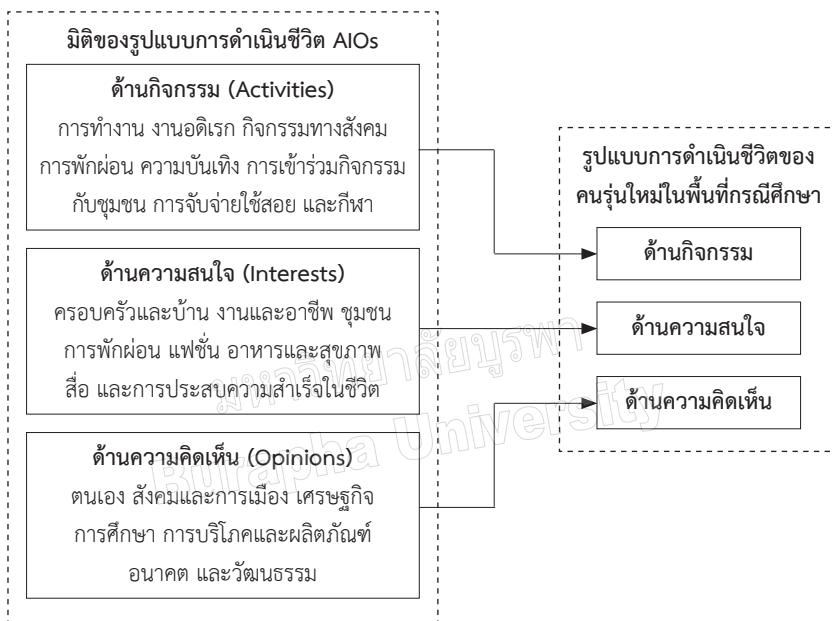 มิติของรูปแบบการดำเนินชีวิต AIOs
ด้านกิจกรรม (Activities)
การทำงาน งานอดิเรก กิจกรรมทางสังคม
การพักผ่อน ความบันเทิง การเข้าร่วมกิจกรรม
กับชุมชน การจับจ่ายใช้สอย และกีฬา
ด้านความสนใจ (Interests)
ครอบครัวและบ้าน งานและอาชีพ ชุมชน
การพักผ่อน แฟชั่น อาหารและสุขภาพ
สื่อ และการประสบความสำเร็จในชีวิต
ด้านความคิดเห็น (Opinions)
ตนเอง สังคมและการเมือง เศรษฐกิจ
การศึกษา การบริโภคและผลิตภัณฑ์
อนาคต และวัฒนธรรม
รูปแบบการดำเนินชีวิตของ
คนรุ่นใหม่ในพื้นที่กรณีศึกษา
ด้านกิจกรรม
ด้านความสนใจ
ด้านความคิดเห็น
มหาวิทยาลัยบูรพา
Burapha University